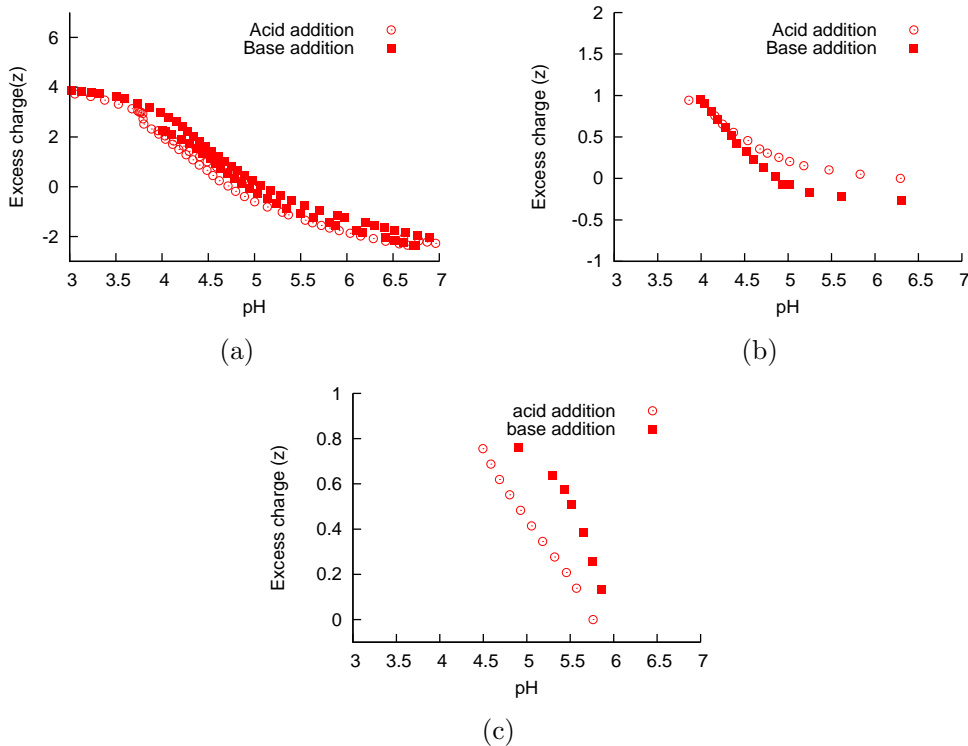 Acid addition
Base addition
Excess charge(z)
6
4
2
0
-2
3 3.5 4 4.5 5 5.5 6 6.5 7
pH
(a)
Acid addition
Base addition
Excess charge (z)
2
1.5
1
0.5
0
-0.5
-1
3 3.5 4 4.5 5 5.5 6 6.5 7
pH
(b)
acid addition
base addition
Excess charge (z)
1
0.8
0.6
0.4
0.2
0
3 3.5 4 4.5 5 5.5 6 6.5 7
pH
(c)